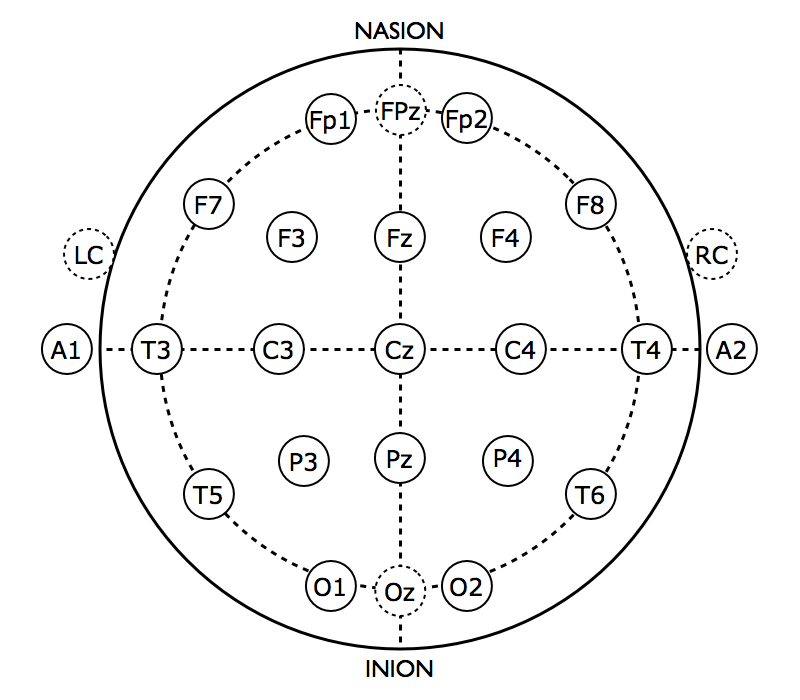 NASION
Fp1 FPz Fp2
F7 F8
F3 Fz F4
LC RC
A1 T3 C3 Cz C4 T4 A2
P3 Pz P4
T5 T6
O1 Oz O2
INION